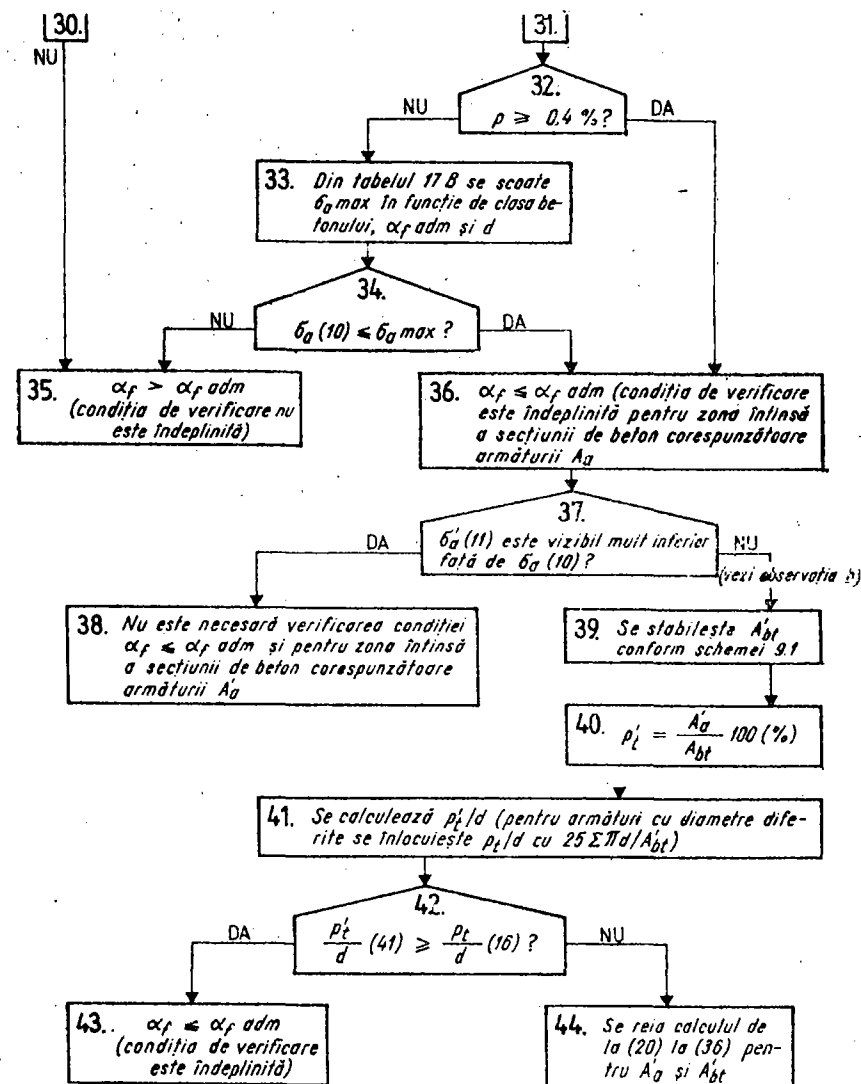 30.
31.
NU
32.
NU
p ≥ 0.4 %?
DA
33. Din tabelul 17 B se scoate
σa max în funcție de clasa be-
tonului, αf adm și d
34.
NU
σa (10) ≤ σa max ?
DA
35. αf > αf adm
(condiția de verificare nu
este îndeplinită)
36. αf ≤ αf adm (condiția de verificare
este îndeplinită pentru zona întinsă
a secțiunii de beton corespunzătoare
armăturii Aa
37.
DA
σ'a (11) este vizibil mult inferior
față de σa (10) ?
NU
(vezi observația b)
38. Nu este necesară verificarea condiției
αf ≤ αf adm și pentru zona întinsă
a secțiunii de beton corespunzătoare
armăturii A'a
39. Se stabilește A'bt
conform schemei 9.1
40. p't = A'a / Abt 100 (%)
41. Se calculează p't/d (pentru armături cu diametre dife-
rite se înlocuiește pt/d cu 25 Σπd/A'bt)
42.
DA
p't/d (41) ≥ pt/d (16) ?
NU
43. αf ≤ αf adm
(condiția de verificare
este îndeplinită)
44. Se reia calculul de
la (20) la (36) pen-
tru A'a și A'bt